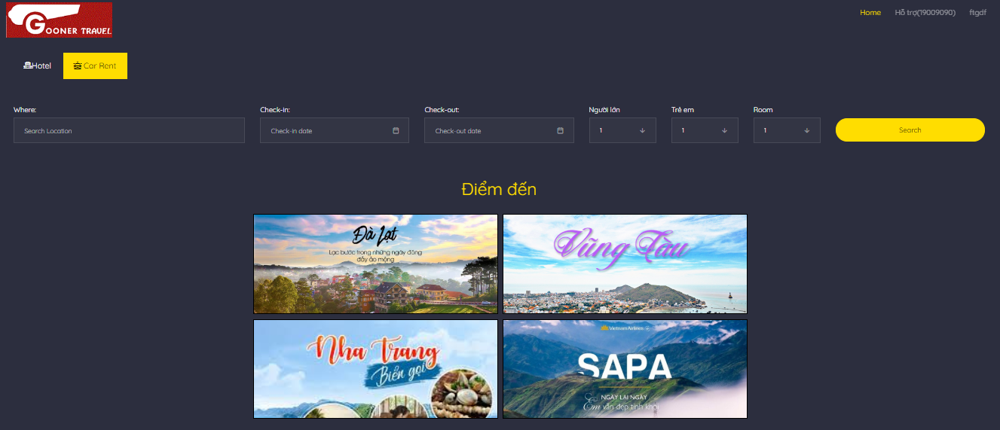 GOONER TRAVEL
Home Hỗ trợ(19009090) ftgdf
Hotel Car Rent
Where: Check-in: Check-out: Người lớn Trẻ em Room
Search Location Check-in date Check-out date 1 1 1 Search
Điểm đến
Đà Lạt
Lạc bước trong những ngày đông
đầy ảo mộng
Vũng Tàu
Nha Trang
Biển gọi
Vietnam Airlines
SAPA
NGÂY LẠI NGÂY
Em vẫn đẹp tinh khôi